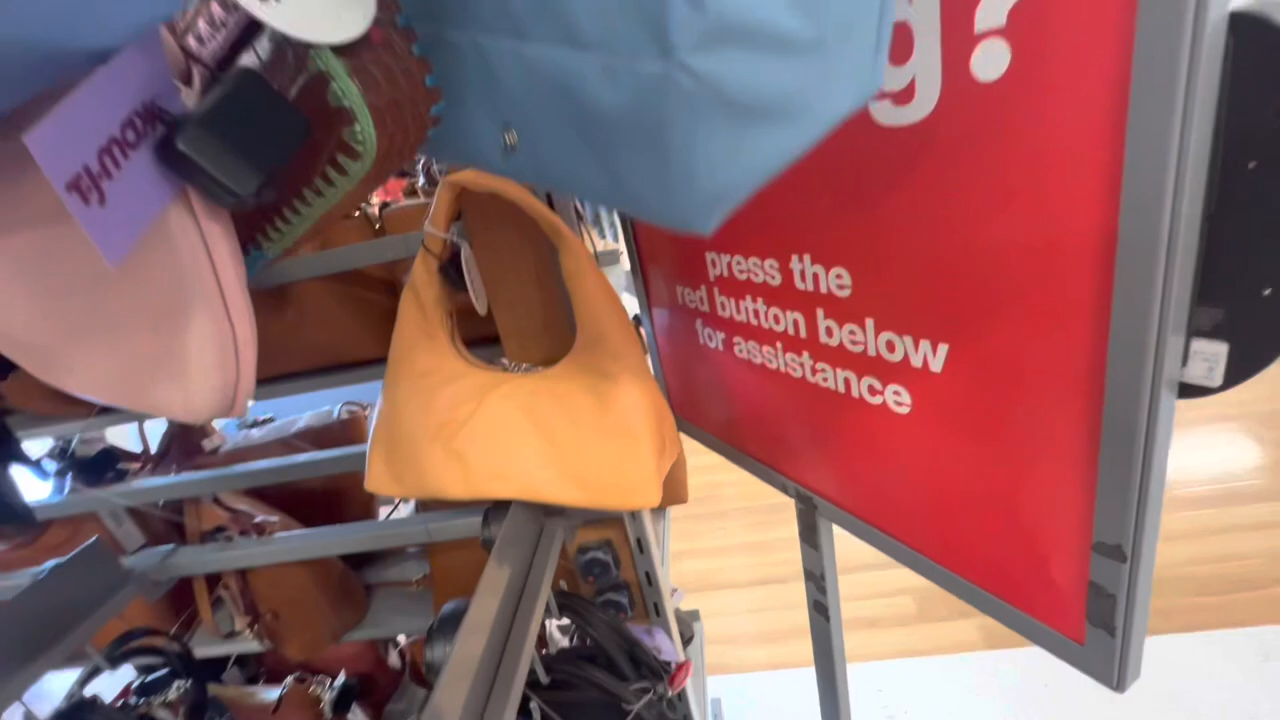 g?
press the
red button below
for assistance